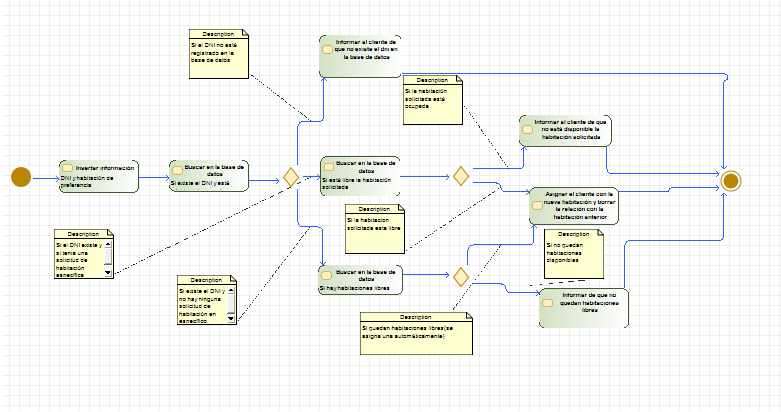 Description
Si el DNI no está
registrado en la
base de datos
Informar al cliente de
que no existe el dni en
la base de datos
Description
Si la habitación
solicitada está
ocupada
Informar al cliente de que
no está disponible la
habitación solicitada
Insertar información
DNI y habitación de
preferencia
Buscar en la base de
datos
Si existe el DNI y está
Buscar en la base de
datos
Si está libre la habitación
solicitada
Asignar el cliente con la
nueva habitación y borrar
la relación con la
habitación anterior
Description
Si la habitacion
solicitada esta libre
Description
Si el DNI existe y
si tenia una
solicitud de
habitación
especifica
Description
Si no quedan
habitaciones
disponibles
Description
Si existe el DNI y
no hay ninguna
solicitud de
habitación en
especifico
Buscar en la base de
datos
Si hay habitaciones libres
Informar de que no
quedan habitaciones
libres
Description
Si quedan habitaciones libres(se
asigna una automáticamente)